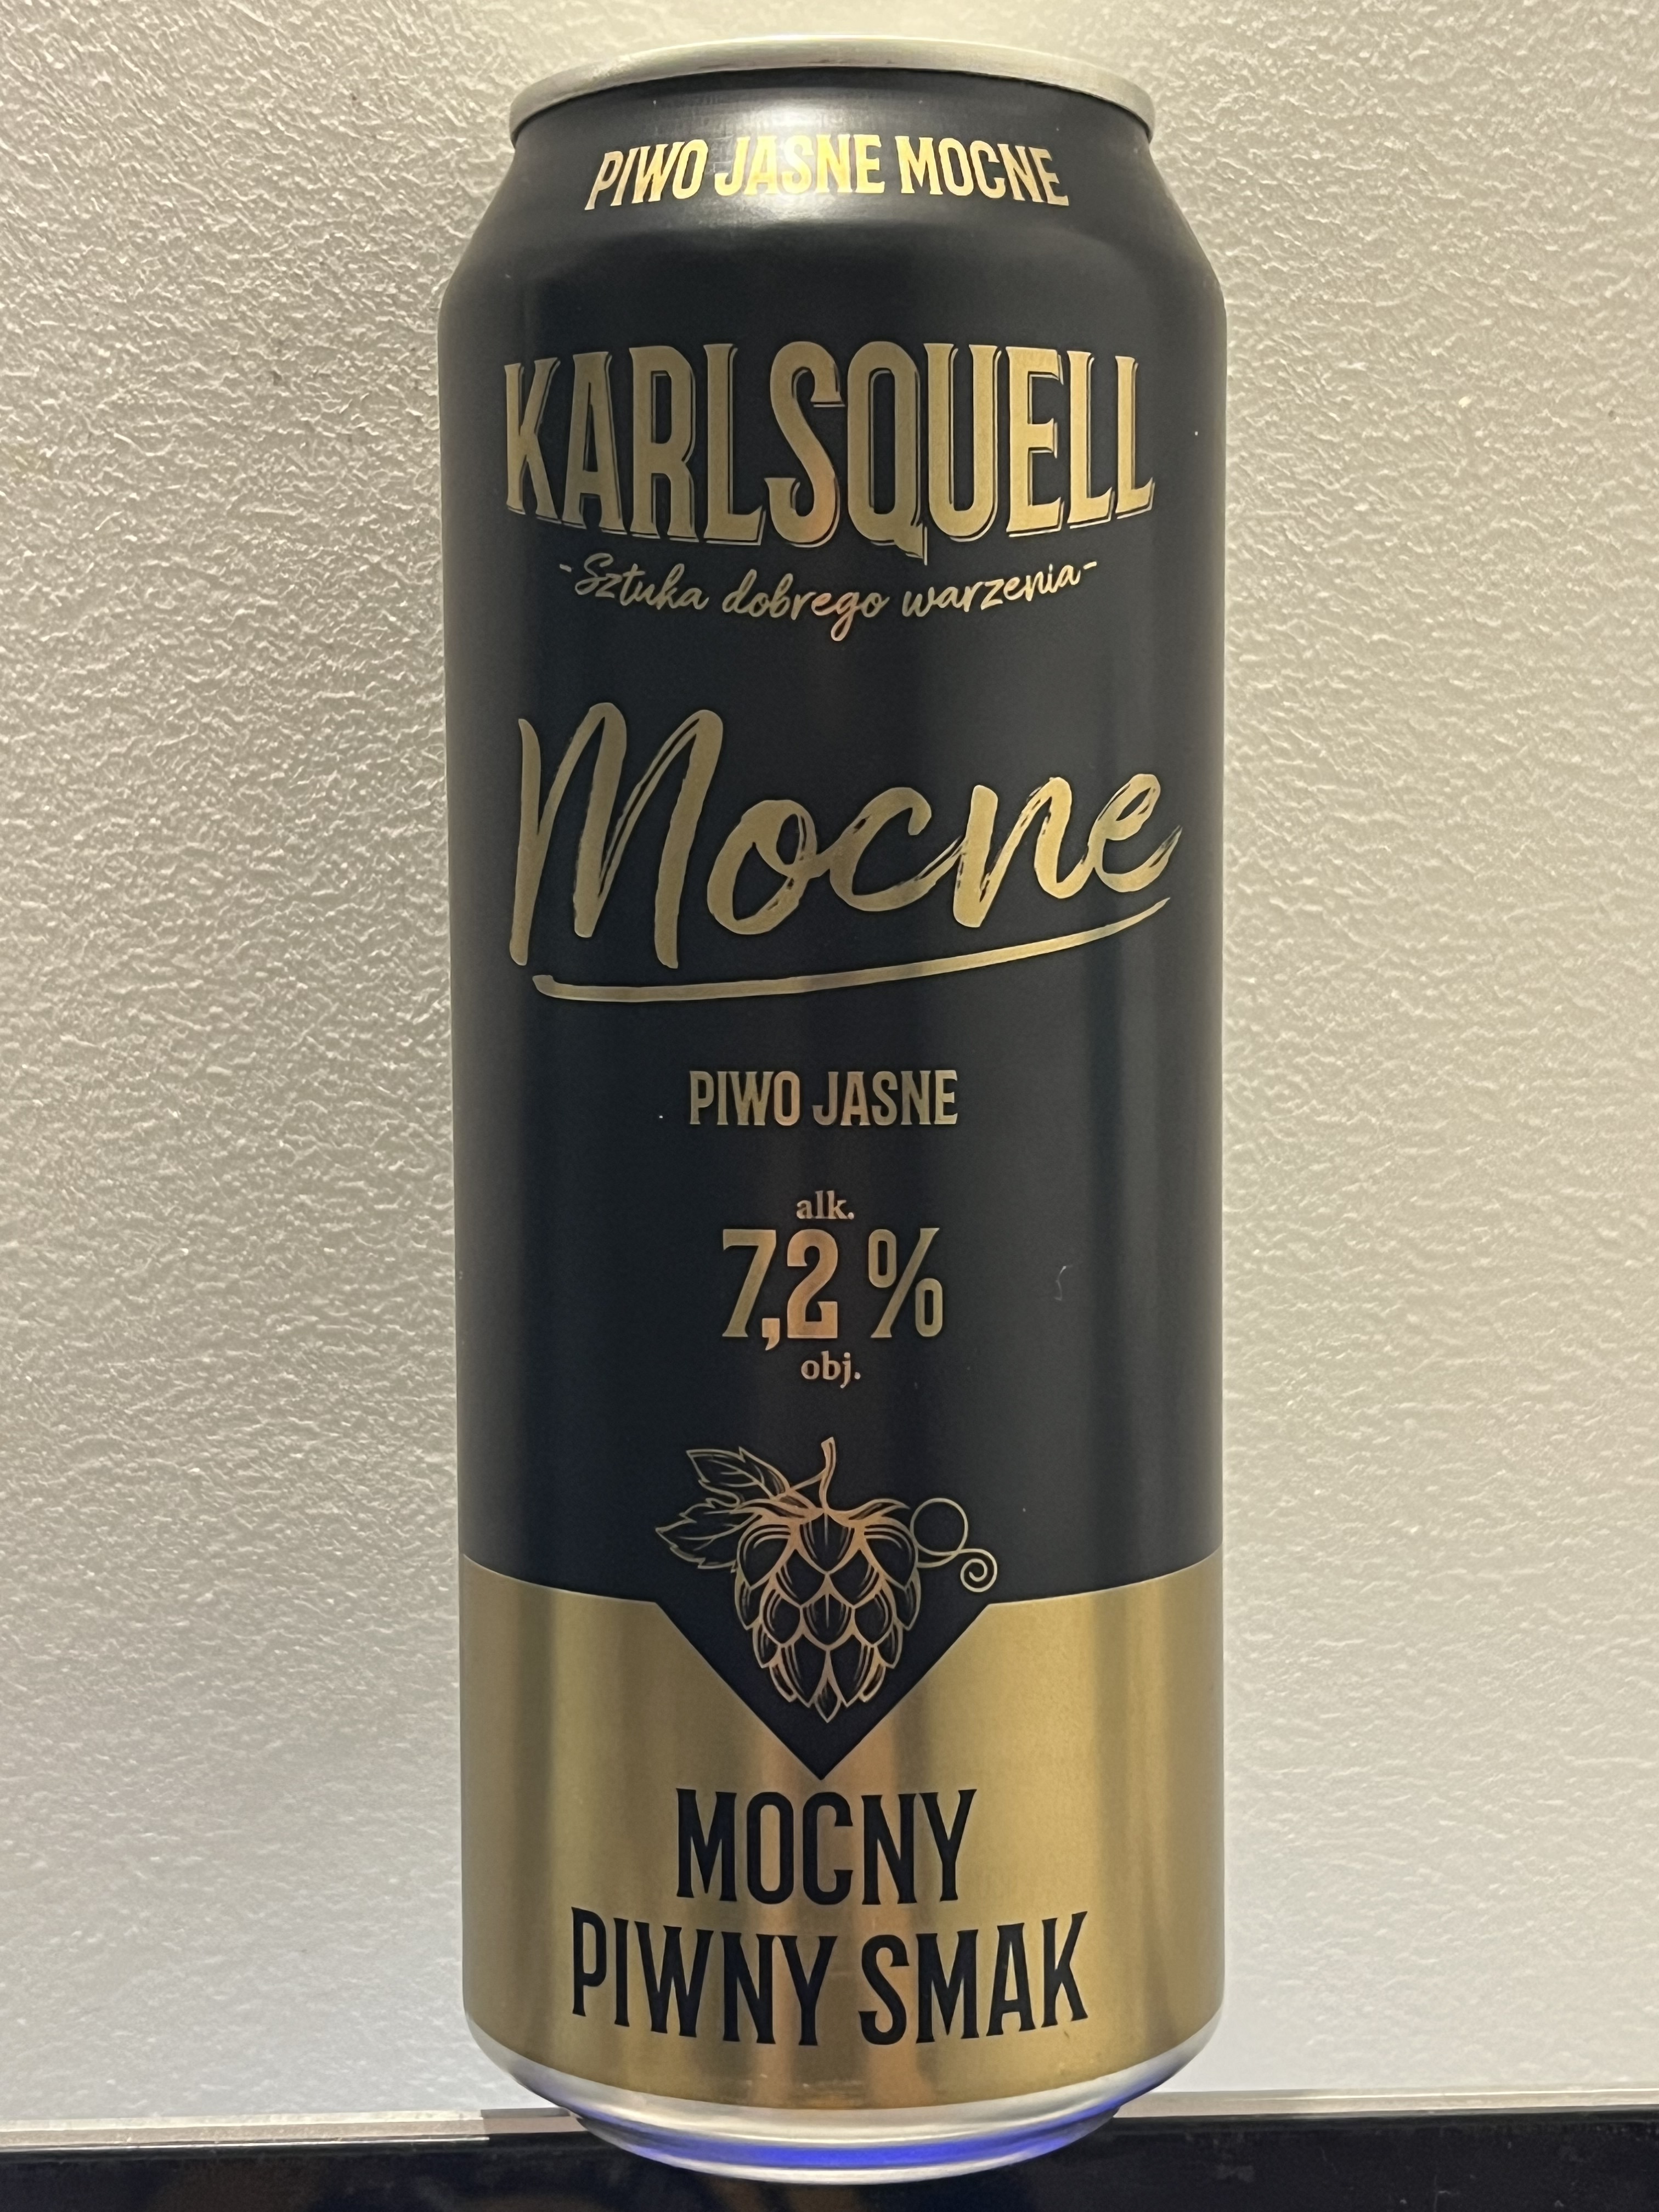 PIWO JASNE MOCNE
KARLSQUELL
-Sztuka dobrego warzenia-
Mocne
PIWO JASNE
alk.
7,2 %
obj.
MOCNY
PIWNY SMAK